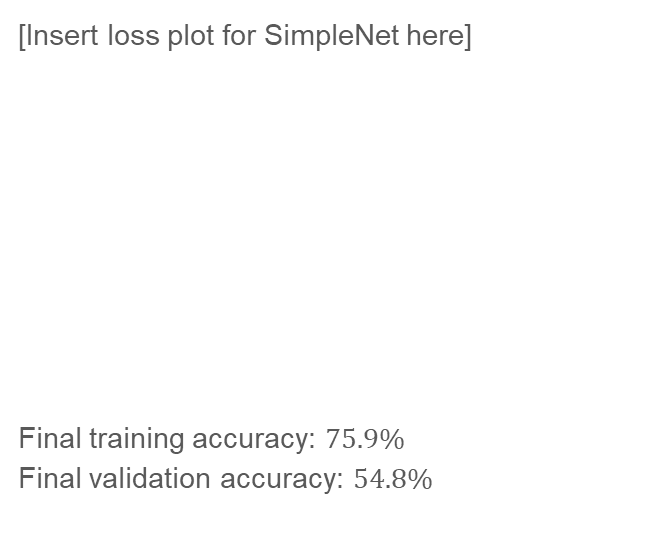 [Insert loss plot for SimpleNet here]
Final training accuracy: 75.9%
Final validation accuracy: 54.8%